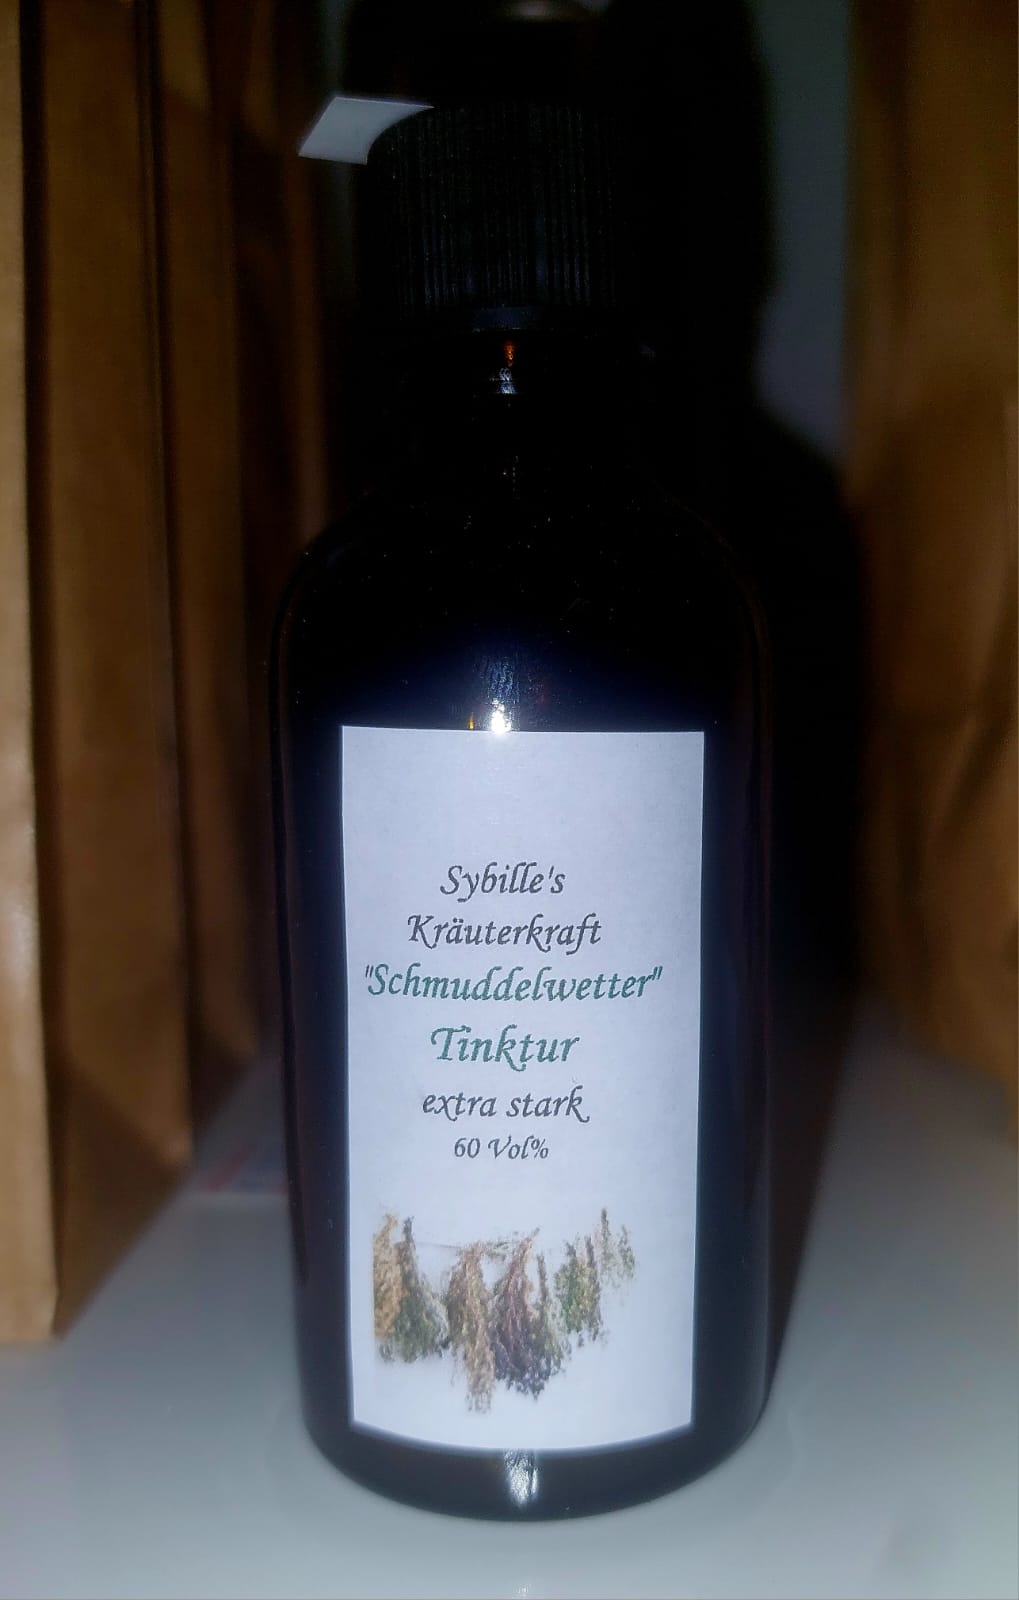 Sybille's
Kräuterkraft
"Schmuddelwetter"
Tinktur
extra stark
60 Vol%